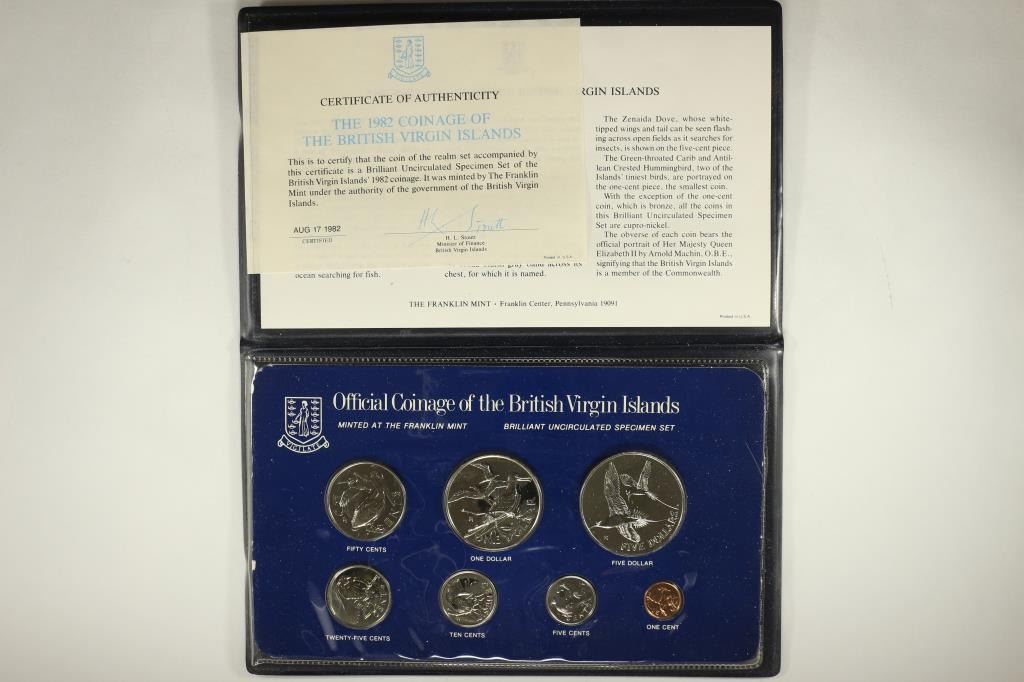 CERTIFICATE OF AUTHENTICITY
THE 1982 COINAGE OF
THE BRITISH VIRGIN ISLANDS
This is to certify that the coin of the realm set accompanied by
this certificate is a Brilliant Uncirculated Specimen Set of the
British Virgin Islands' 1982 coinage. It was minted by The Franklin
Mint under the authority of the government of the British Virgin
Islands.
AUG 17 1982
CERTIFIED
H. L. Stoutt
Minister of Finance
British Virgin Islands
Printed in U.S.A.
RGIN ISLANDS
The Zenaida Dove, whose white-
tipped wings and tail can be seen flash-
ing across open fields as it searches for
insects, is shown on the five-cent piece.
The Green-throated Carib and Antil-
lean Crested Hummingbird, two of the
Islands' tiniest birds, are portrayed on
the one-cent piece, the smallest coin.
With the exception of the one-cent
coin, which is bronze, all the coins in
this Brilliant Uncirculated Specimen
Set are cupro-nickel.
The obverse of each coin bears the
official portrait of Her Majesty Queen
Elizabeth II by Arnold Machin, O.B.E.,
signifying that the British Virgin Islands
is a member of the Commonwealth.
ocean searching for fish.
gray band across its
chest, for which it is named.
THE FRANKLIN MINT • Franklin Center, Pennsylvania 19091
Printed in U.S.A.
Official Coinage of the British Virgin Islands
MINTED AT THE FRANKLIN MINT
BRILLIANT UNCIRCULATED SPECIMEN SET
VIGILATE
FIFTY CENTS
ONE DOLLAR
FIVE DOLLARS
FIVE DOLLAR
TWENTY-FIVE CENTS
TEN CENTS
FIVE CENTS
ONE CENT